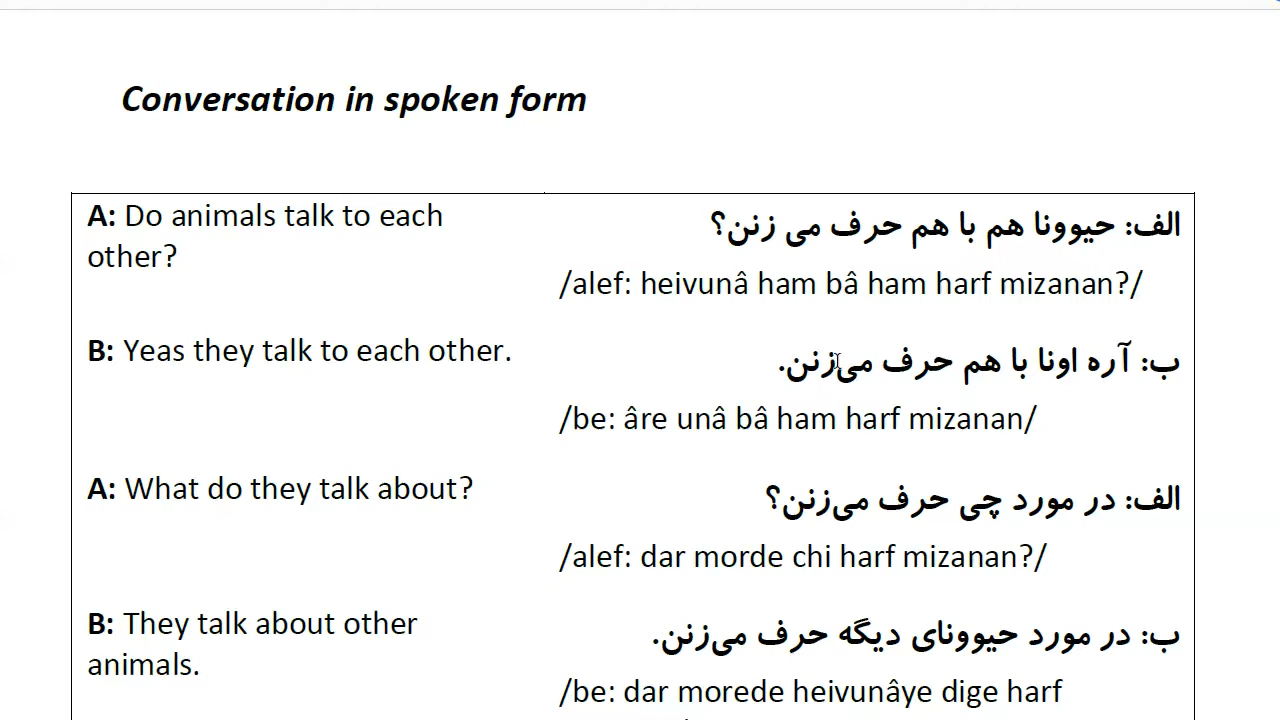 Conversation in spoken form
A: Do animals talk to each
other?
الف: حیوونا هم با هم حرف می زنن؟
/alef: heivunâ ham bâ ham harf mizanan?/
B: Yeas they talk to each other.
ب: آره اونا با هم حرف می‌زنن.
/be: âre unâ bâ ham harf mizanan/
A: What do they talk about?
الف: در مورد چی حرف می‌زنن؟
/alef: dar morde chi harf mizanan?/
B: They talk about other
animals.
ب: در مورد حیوونای دیگه حرف می‌زنن.
/be: dar morede heivunâye dige harf